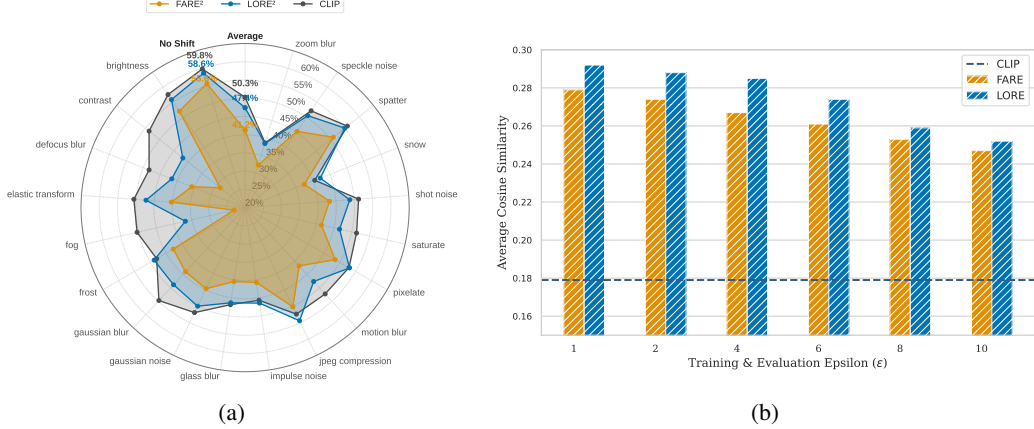 FARE² LORE² CLIP
Average
No Shift
zoom blur
59.8%
58.6%
brightness
60%
speckle noise
55%
contrast
50.3%
50%
spatter
47.4%
45%
defocus blur
40%
snow
35%
30%
elastic transform
25%
shot noise
20%
fog
saturate
frost
pixelate
gaussian blur
motion blur
gaussian noise
jpeg compression
glass blur
impulse noise
(a)
0.30
0.28
0.26
0.24
0.22
0.20
0.18
0.16
Average Cosine Similarity
CLIP
FARE
LORE
1 2 4 6 8 10
Training & Evaluation Epsilon (ε)
(b)